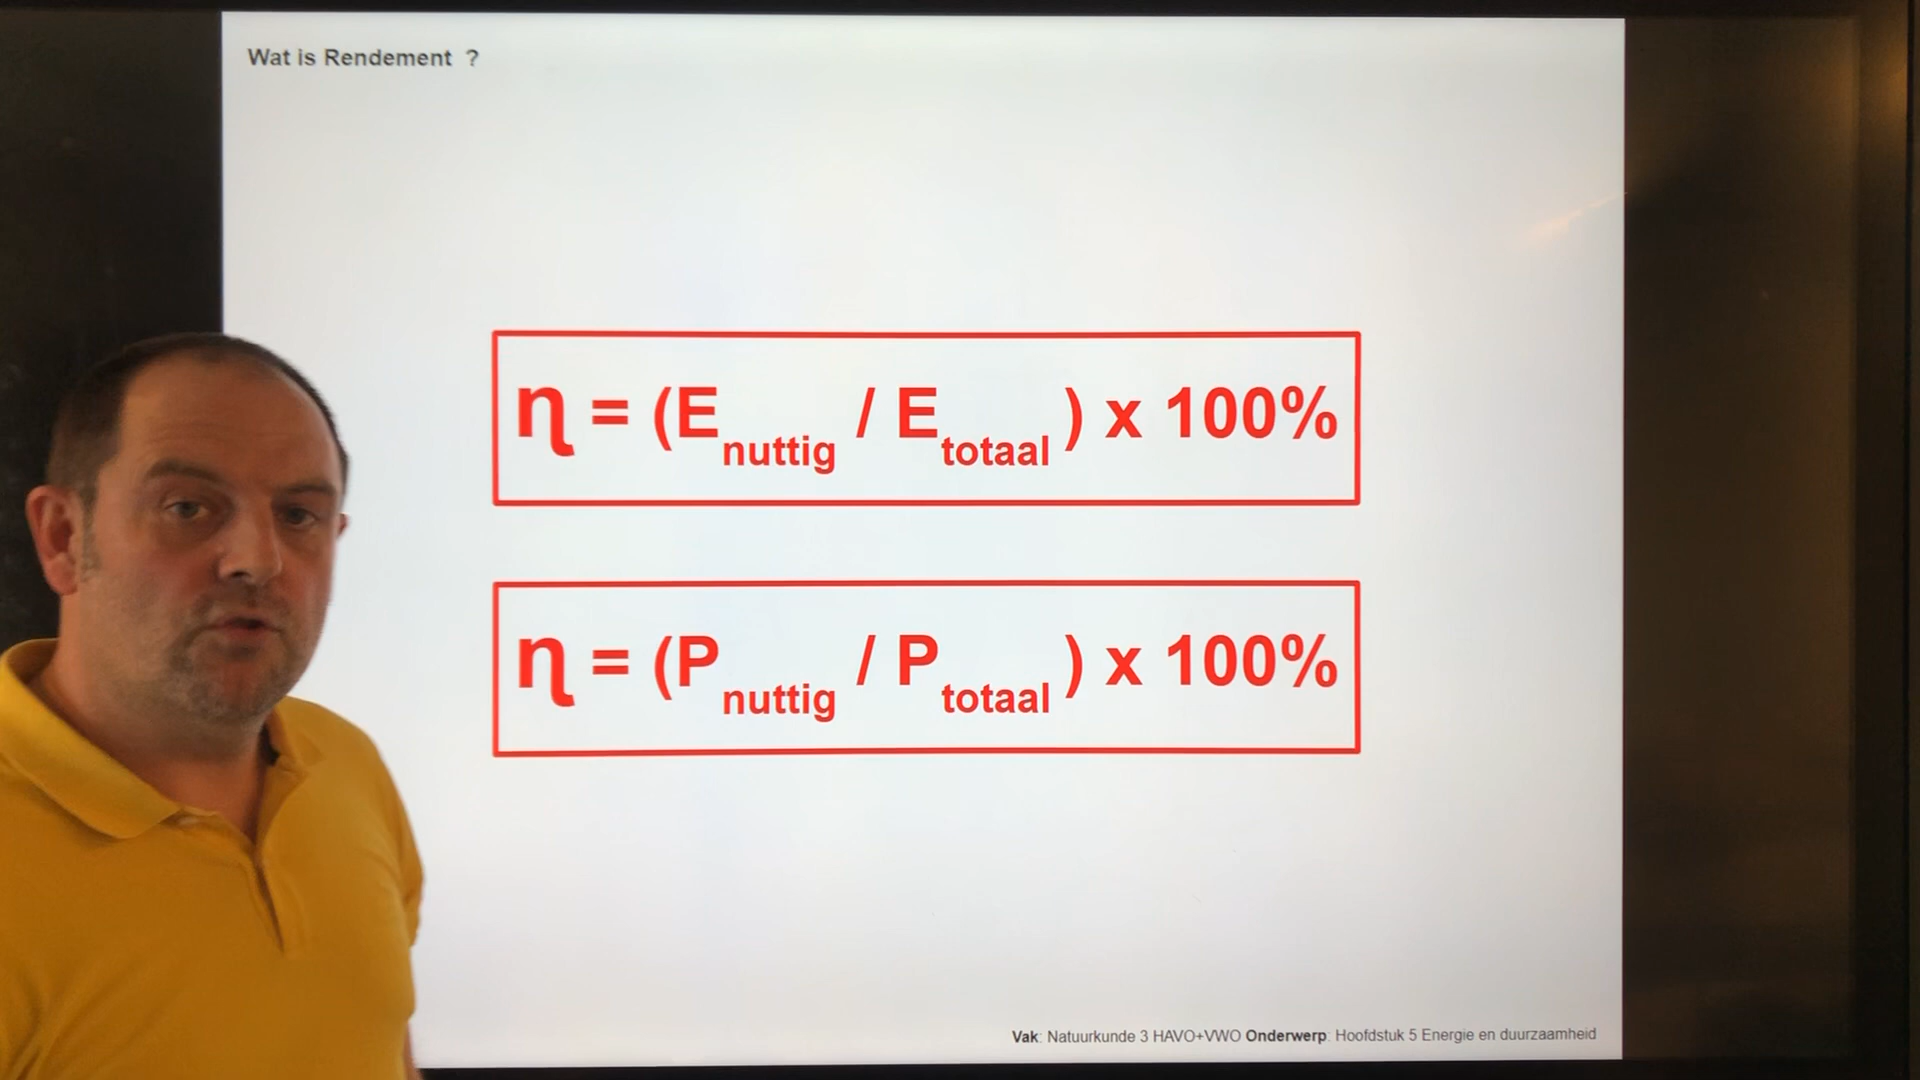 Wat is Rendement ?
η = (E nuttig / E totaal ) x 100%
η = (P nuttig / P totaal ) x 100%
Vak: Natuurkunde 3 HAVO+VWO Onderwerp: Hoofdstuk 5 Energie en duurzaamheid